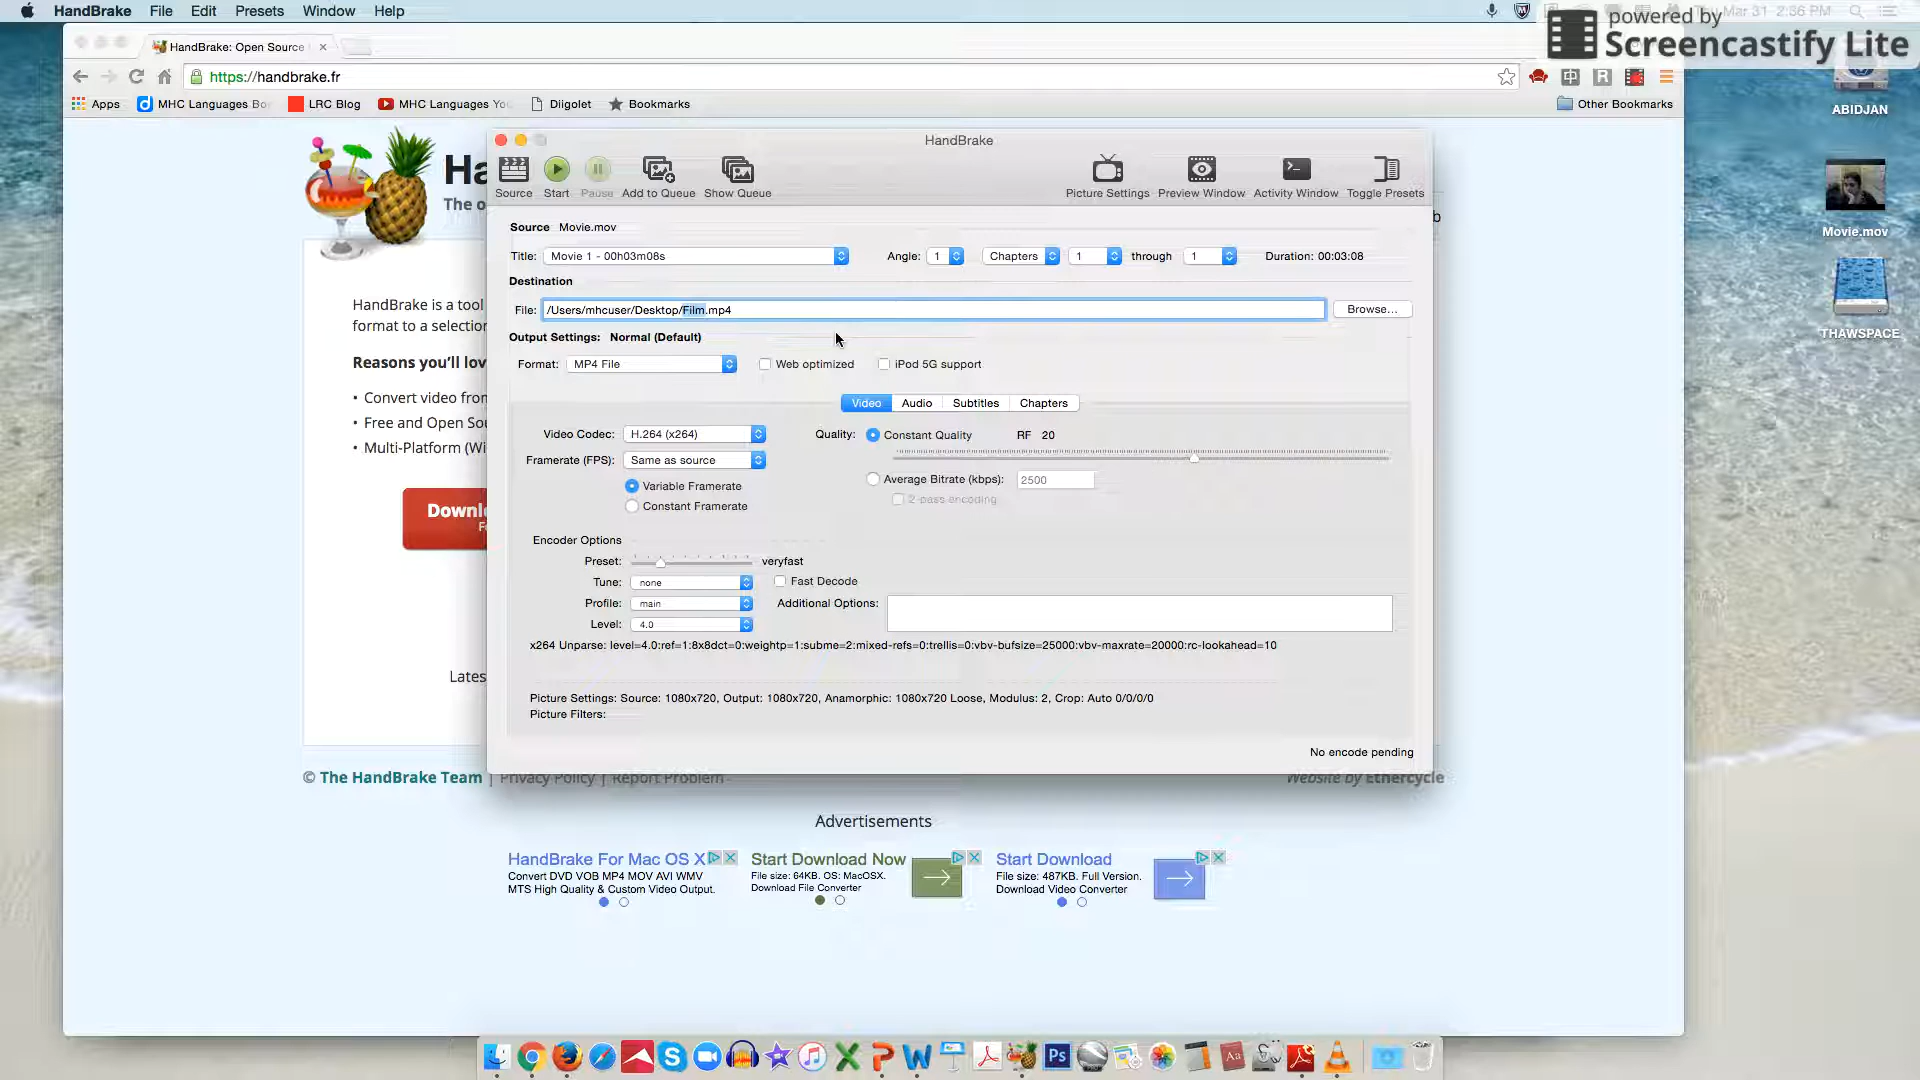 HandBrake File Edit Presets Window Help
Mar 31 2:36 PM
powered by
Screencastify Lite
HandBrake: Open Source
https://handbrake.fr
Apps MHC Languages Bo LRC Blog MHC Languages Yo Diigolet Bookmarks Other Bookmarks
ABIDJAN
Movie.mov
THAWSPACE
Ha
The o
HandBrake is a tool
format to a selection
Reasons you'll lov
• Convert video from
• Free and Open Sou
• Multi-Platform (Wi
Downl
F
Lates
b
HandBrake
Source Start Pause Add to Queue Show Queue Picture Settings Preview Window Activity Window Toggle Presets
Source Movie.mov
Title: Movie 1 - 00h03m08s Angle: 1 Chapters 1 through 1 Duration: 00:03:08
Destination
File: /Users/mhcuser/Desktop/Film.mp4 Browse...
Output Settings: Normal (Default)
Format: MP4 File Web optimized iPod 5G support
Video Audio Subtitles Chapters
Video Codec: H.264 (x264) Quality: Constant Quality RF 20
Framerate (FPS): Same as source
Variable Framerate Average Bitrate (kbps): 2500
Constant Framerate 2-pass encoding
Encoder Options
Preset: veryfast
Tune: none Fast Decode
Profile: main Additional Options:
Level: 4.0
x264 Unparse: level=4.0:ref=1:8x8dct=0:weightp=1:subme=2:mixed-refs=0:trellis=0:vbv-bufsize=25000:vbv-maxrate=20000:rc-lookahead=10
Picture Settings: Source: 1080x720, Output: 1080x720, Anamorphic: 1080x720 Loose, Modulus: 2, Crop: Auto 0/0/0/0
Picture Filters:
No encode pending
© The HandBrake Team | Privacy Policy | Report Problem Website by Ethercycle
Advertisements
HandBrake For Mac OS X
Convert DVD VOB MP4 MOV AVI WMV
MTS High Quality & Custom Video Output.
Start Download Now
File size: 64KB. OS: MacOSX.
Download File Converter
Start Download
File size: 487KB. Full Version.
Download Video Converter